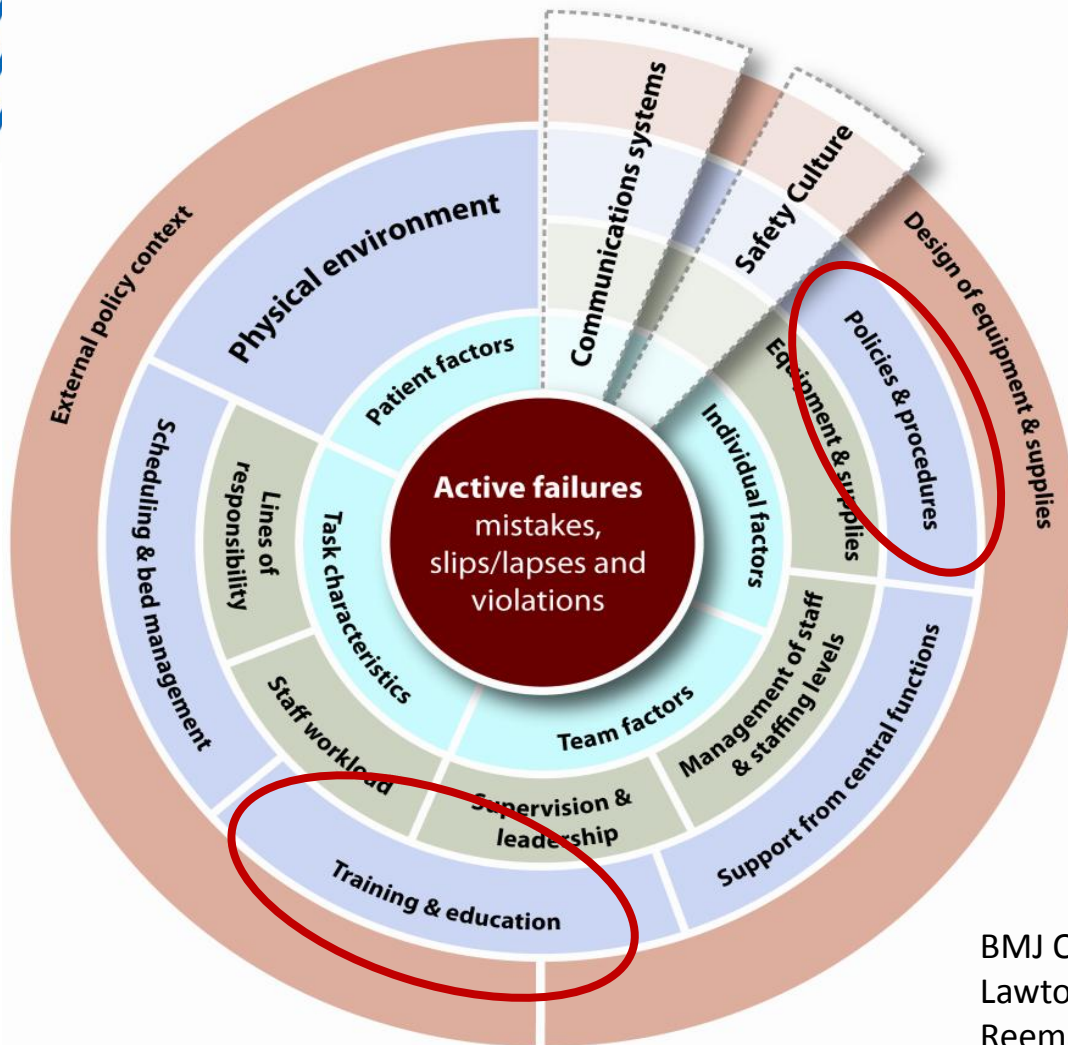 Communications systems
Safety Culture
External policy context
Design of equipment & supplies
Physical environment
Policies & procedures
Patient factors
Equipment & supplies
Individual factors
Active failures
mistakes,
slips/lapses and
violations
Scheduling & bed management
Lines of
responsibility
Task characteristics
Staff workload
Team factors
Management of staff
& staffing levels
Supervision &
leadership
Support from central functions
Training & education
BMJ
Lawto
Reem